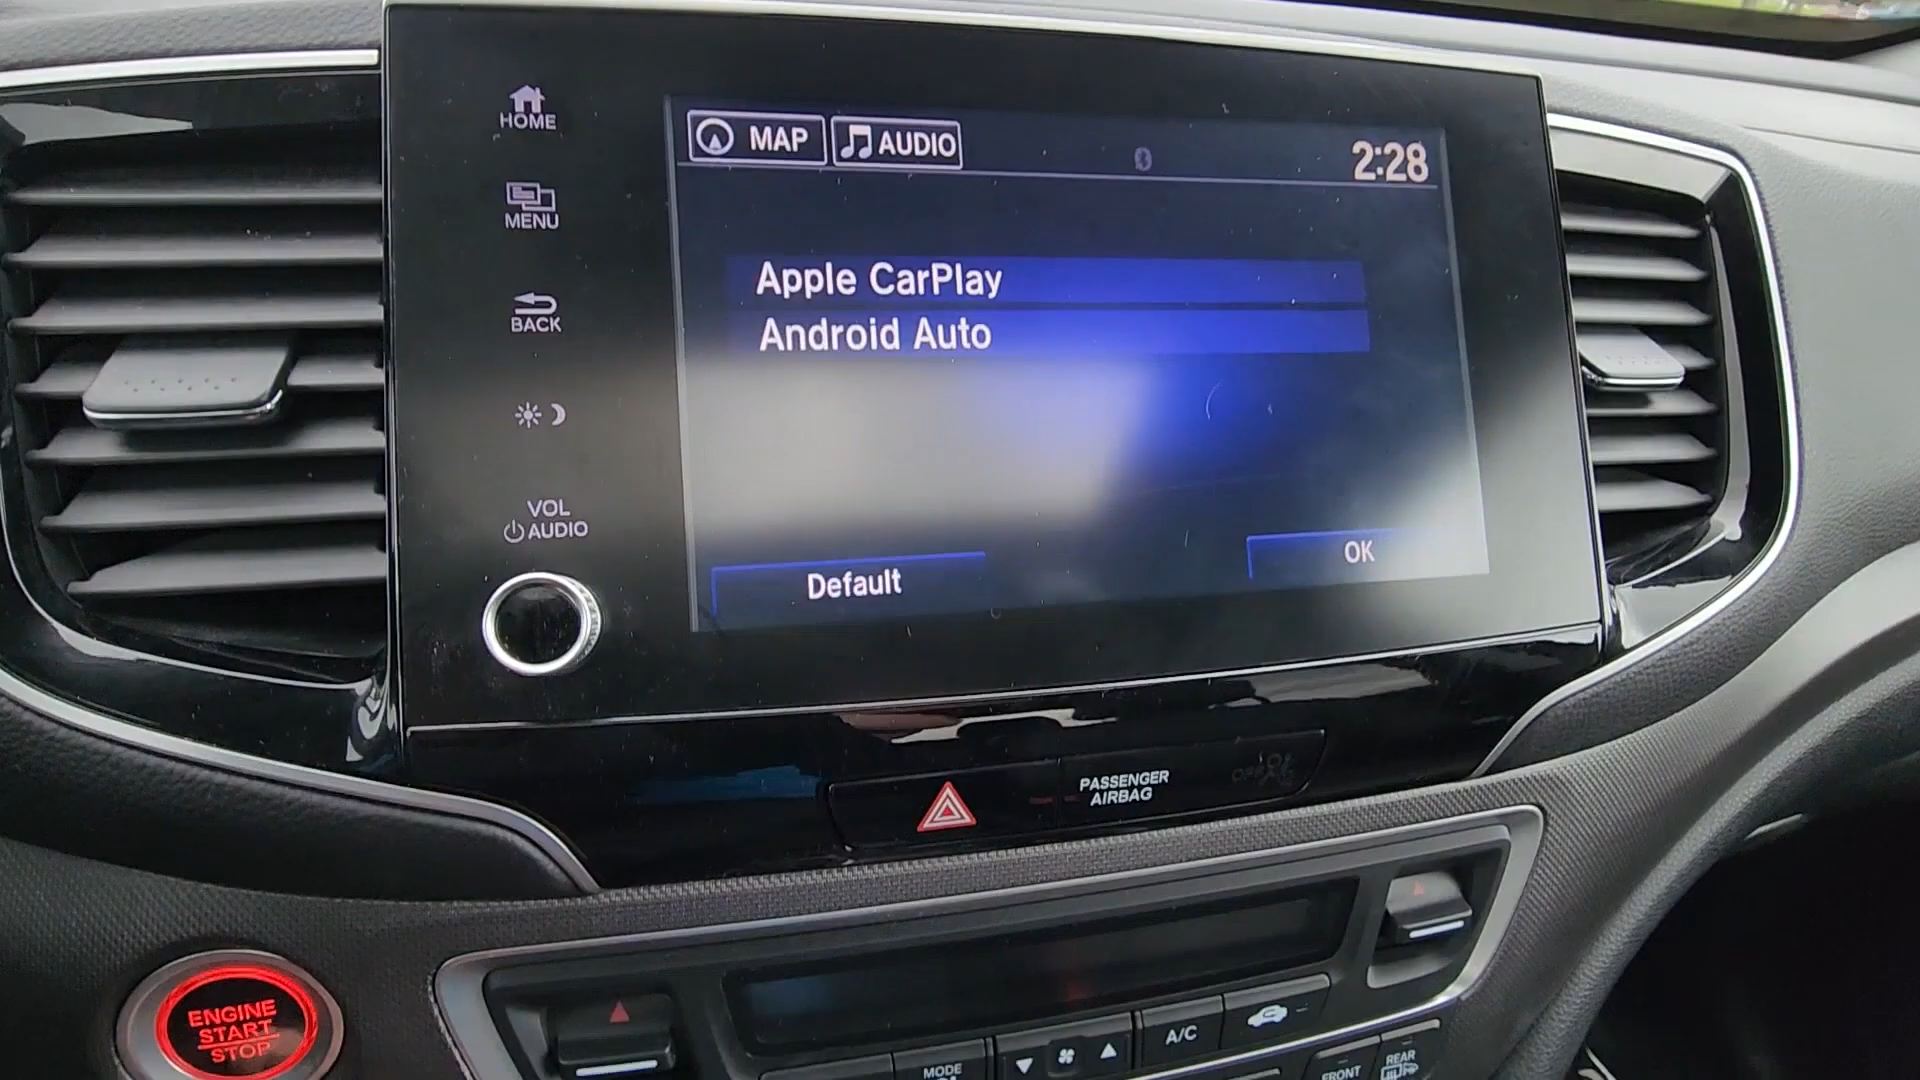 HOME
MAP
AUDIO
2:28
MENU
Apple CarPlay
BACK
Android Auto
VOL
AUDIO
Default
OK
PASSENGER
AIRBAG
OFF
ENGINE
START
STOP
MODE
A/C
FRONT
REAR